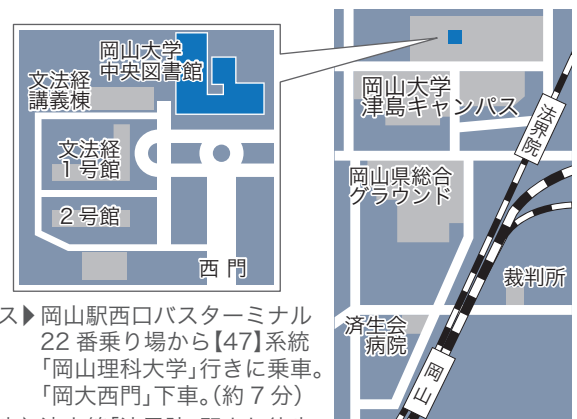 岡山大学
中央図書館
文法経
講義棟
文法経
1号館
2号館
西門
岡山大学
津島キャンパス
法界院
岡山県総合
グラウンド
裁判所
済生会
病院
岡山
ス▶岡山駅西口バスターミナル
22番乗り場から【47】系統
「岡山理科大学」行きに乗車。
「岡大西門」下車。(約7分)